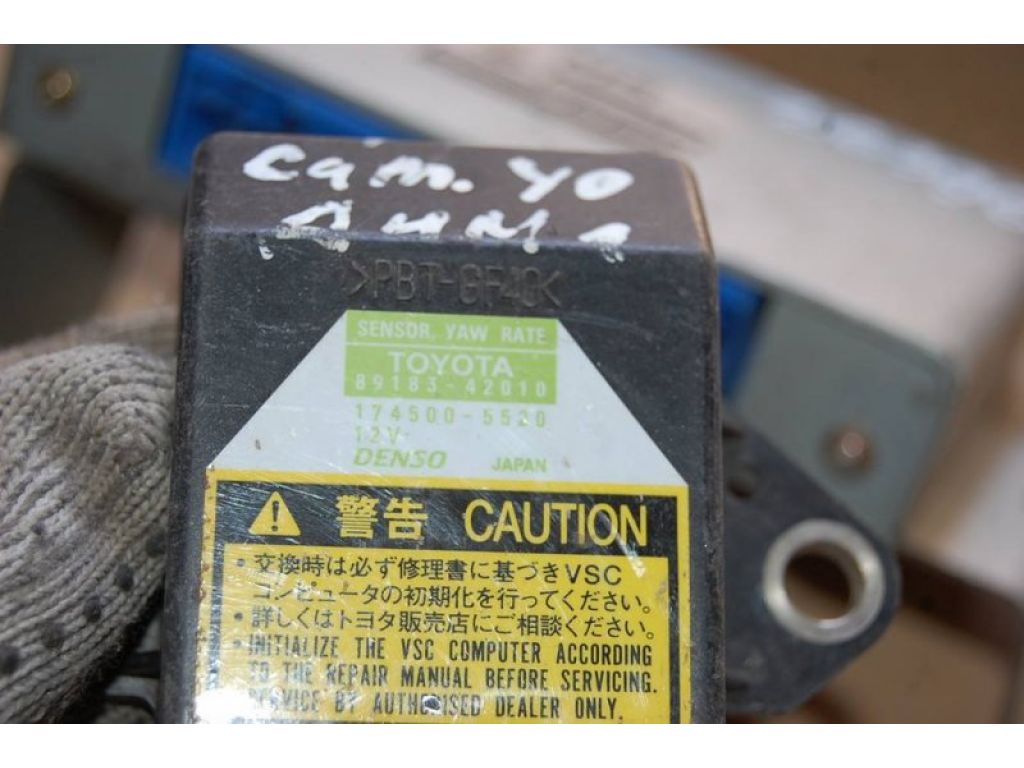 Cam. 40
>PBT-GF40<
SENSOR, YAW RATE
TOYOTA
89183-42010
174500-5520
12V
DENSO JAPAN
警告 CAUTION
・交換時は必ず修理書に基づきVSC
コンピュータの初期化を行ってください。
・詳しくはトヨタ販売店にご相談ください。
・INITIALIZE THE VSC COMPUTER ACCORDING
TO THE REPAIR MANUAL BEFORE SERVICING.
SERVICE BY AUTHORISED DEALER ONLY.